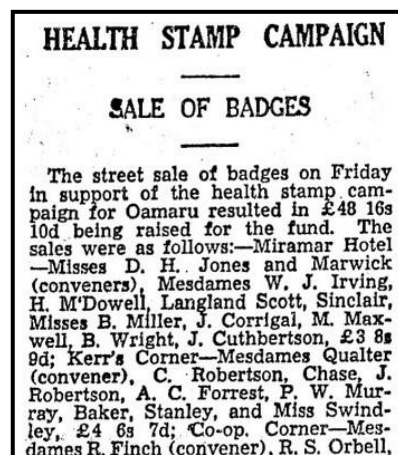 HEALTH STAMP CAMPAIGN
SALE OF BADGES
The street sale of badges on Friday
in support of the health stamp cam-
paign for Oamaru resulted in £48 16s
10d being raised for the fund. The
sales were as follows:—Miramar Hotel
—Misses D. H. Jones and Marwick
(conveners), Mesdames W. J. Irving,
H. M'Dowell, Langland Scott, Sinclair,
Misses B. Miller, J. Corrigal, M. Max-
well, B. Wright, J. Cuthbertson, £3 8s
9d; Kerr's Corner—Mesdames Qualter
(convener), C. Robertson, Chase, J.
Robertson, A. C. Forrest, P. W. Mur-
ray, Baker, Stanley, and Miss Swind-
ley, £4 6s 7d; Co-op. Corner—Mes-
dames R. Finch (convener), R. S. Orbell,